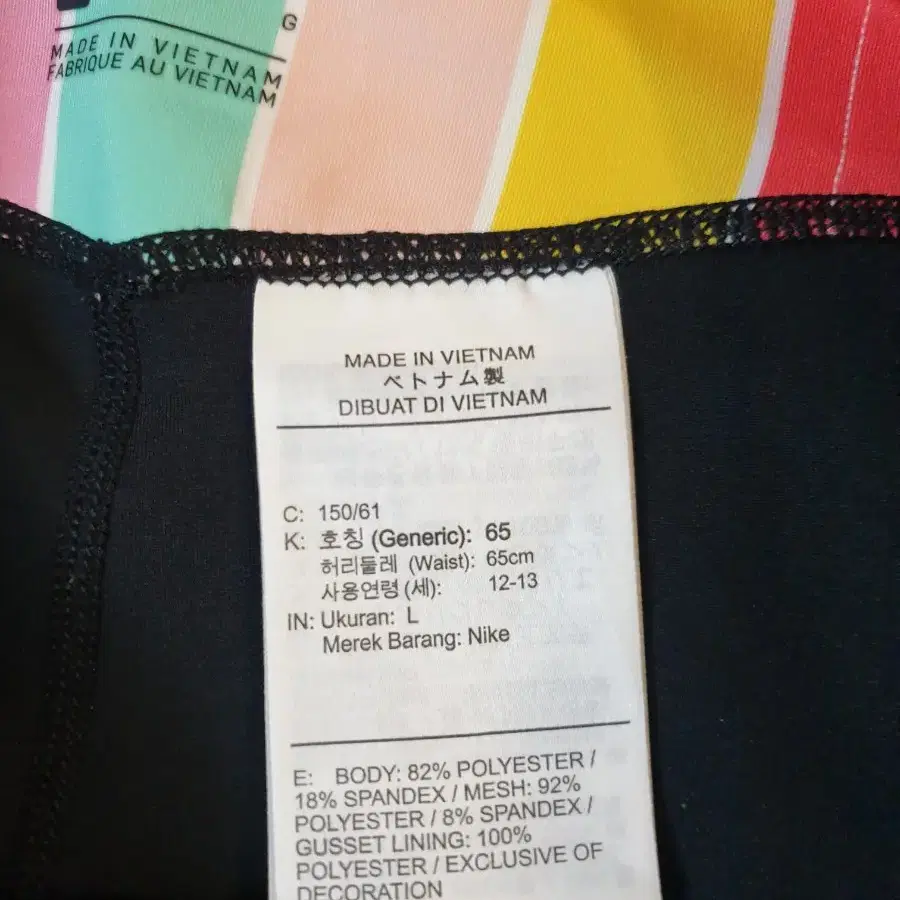 G
MADE IN VIETNAM
FABRIQUE AU VIETNAM
MADE IN VIETNAM
ベトナム製
DIBUAT DI VIETNAM
C: 150/61
K: 호칭 (Generic): 65
허리둘레 (Waist): 65cm
사용연령 (세): 12-13
IN: Ukuran: L
Merek Barang: Nike
E: BODY: 82% POLYESTER /
18% SPANDEX / MESH: 92%
POLYESTER / 8% SPANDEX /
GUSSET LINING: 100%
POLYESTER / EXCLUSIVE OF
DECORATION